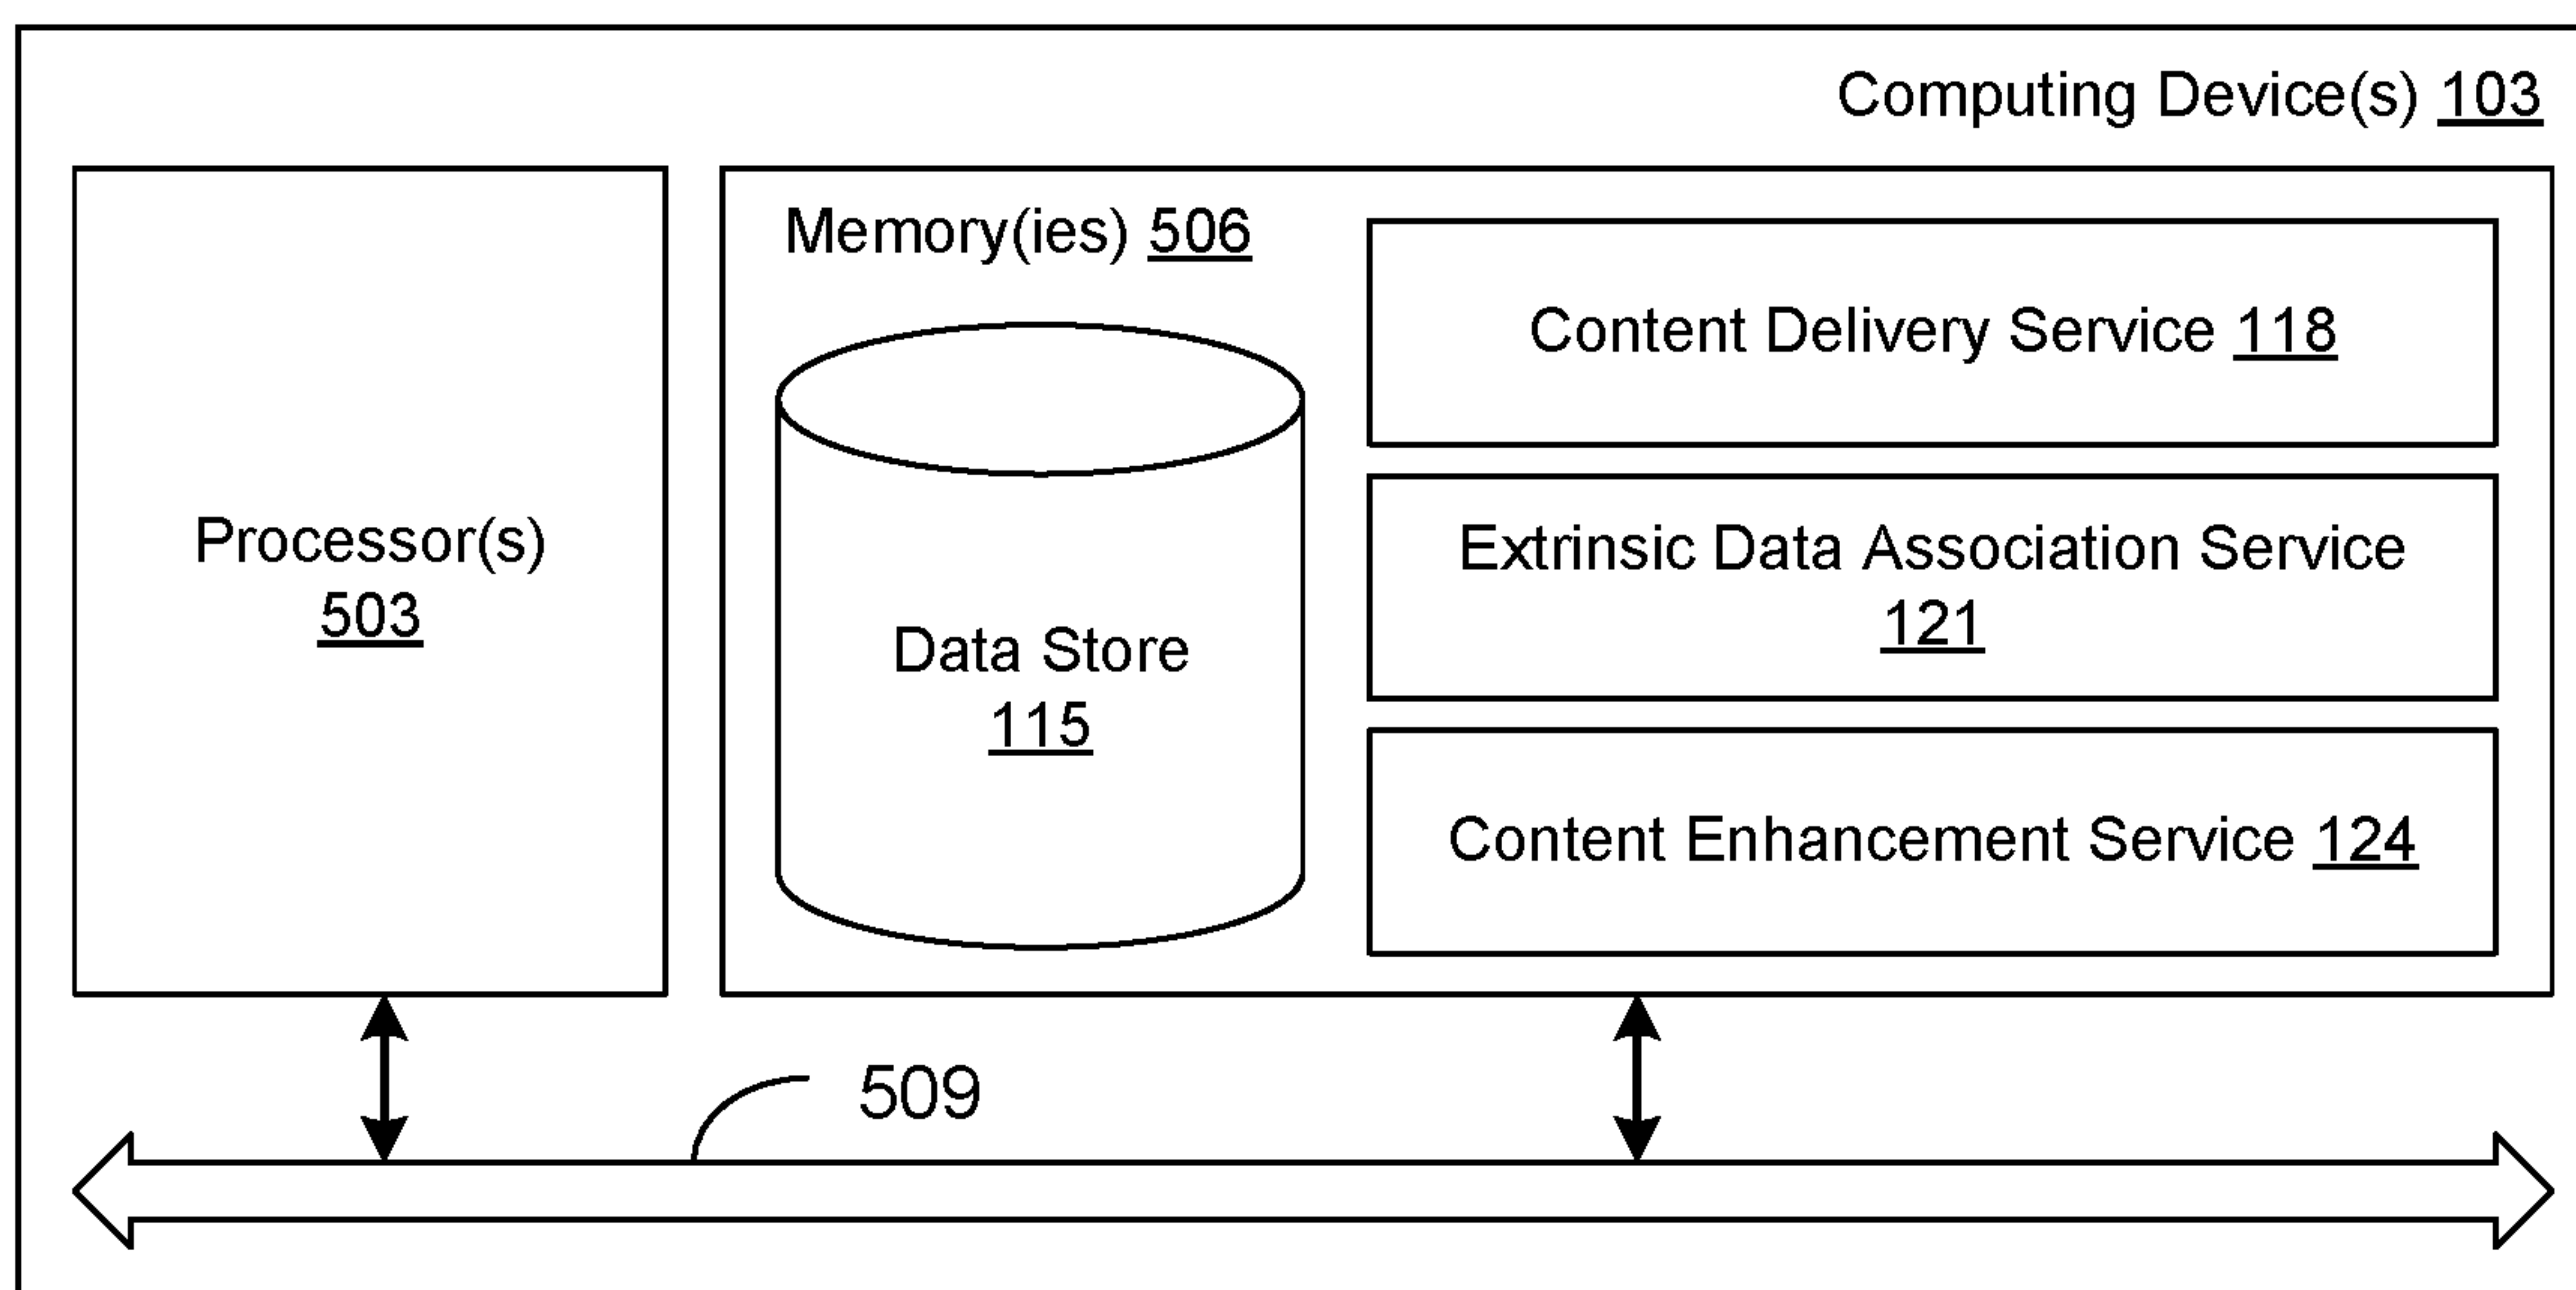 Computing Device(s) 103
Processor(s)
503
Memory(ies) 506
Data Store
115
Content Delivery Service 118
Extrinsic Data Association Service
121
Content Enhancement Service 124
509